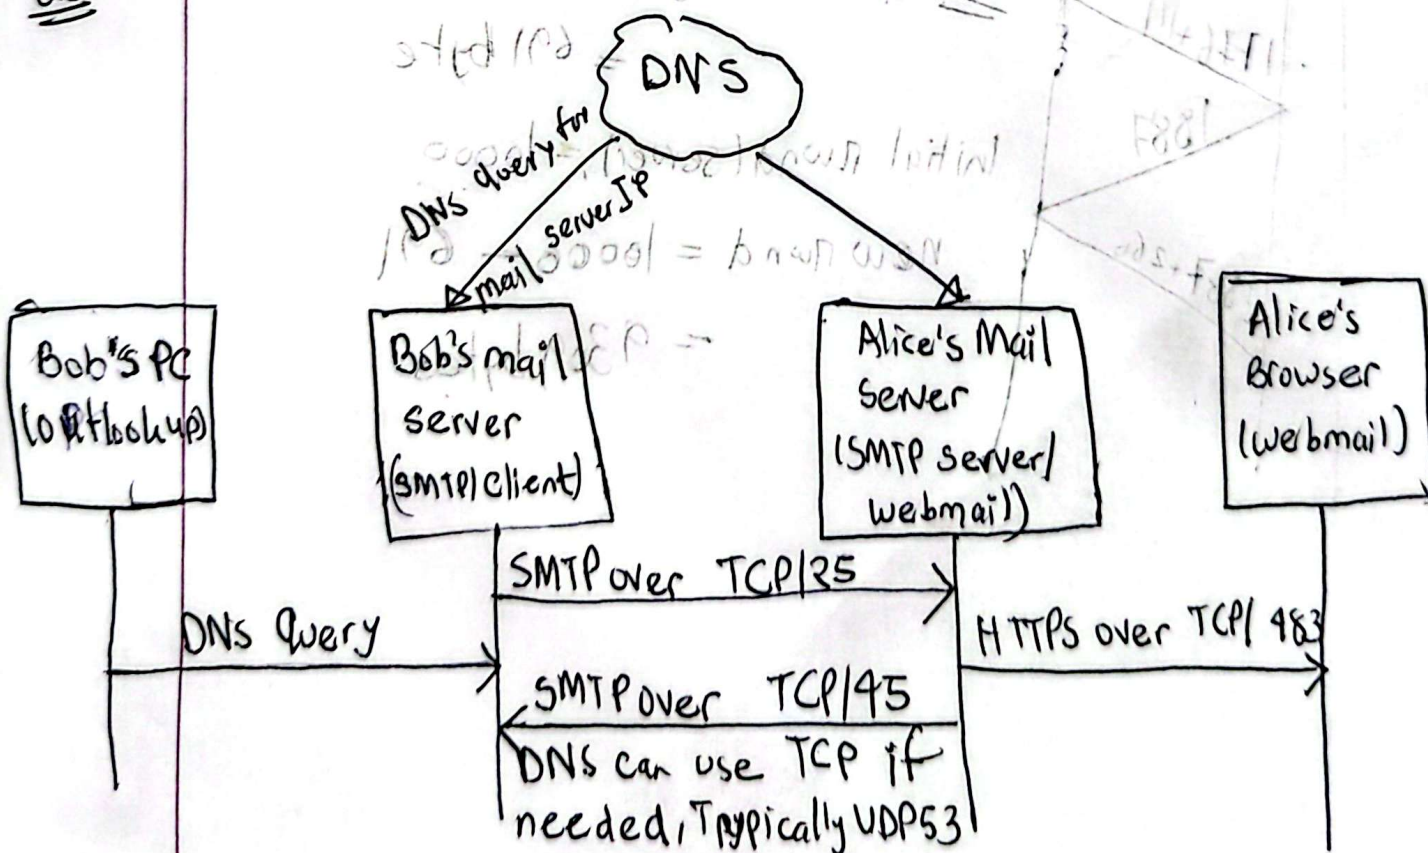 DNS
DNS query for
mail server IP
Bob's PC
(outlookup)
Bob's mail
server
(SMTP/client)
Alice's Mail
Server
(SMTP server/
webmail)
Alice's
Browser
(webmail)
SMTP over TCP/25
DNS Query
HTTPS over TCP/ 483
SMTP over TCP/45
DNS can use TCP if
needed, Tpypically UDP53